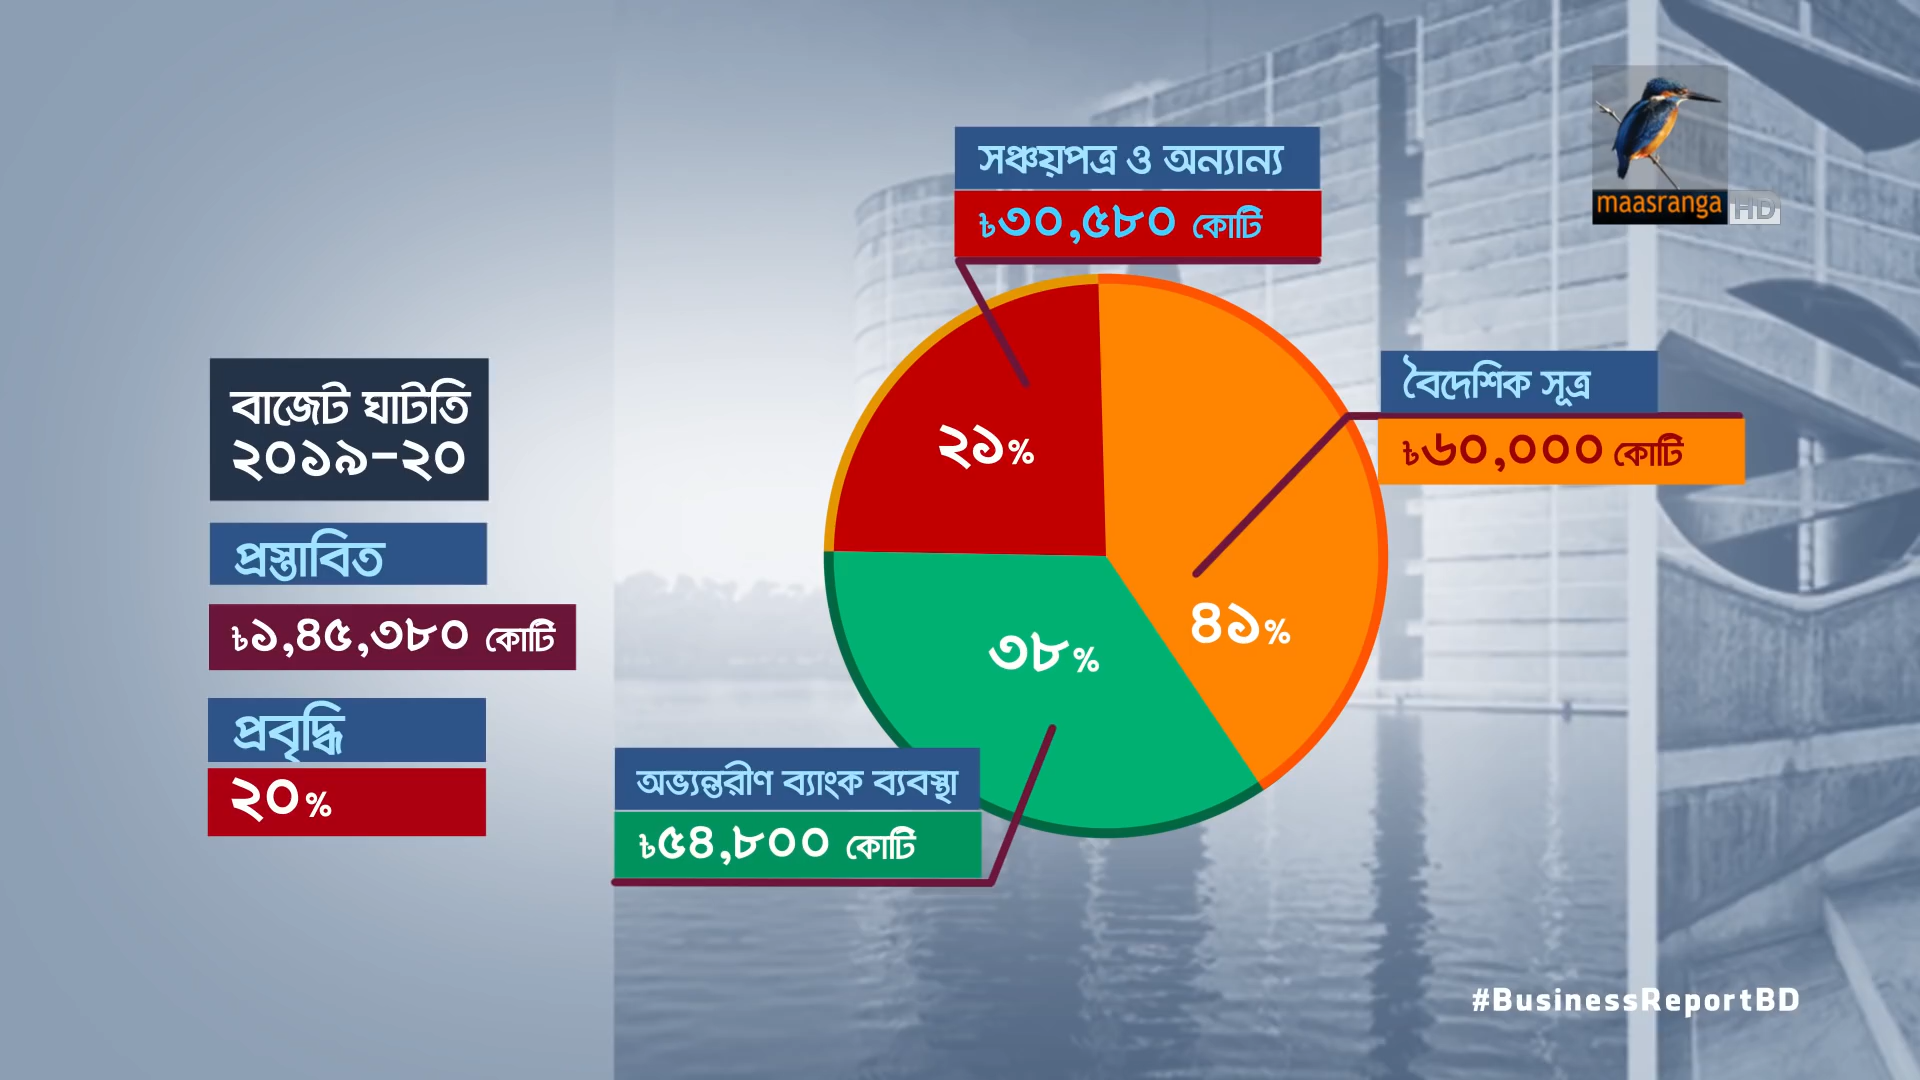 সঞ্চয়পত্র ও অন্যান্য
৳৩০,৫৮০ কোটি
maasranga HD
বৈদেশিক সূত্র
৳৬০,০০০ কোটি
বাজেট ঘাটতি
২০১৯-২০
প্রস্তাবিত
৳১,৪৫,৩৮০ কোটি
প্রবৃদ্ধি
২০%
২১%
৪১%
৩৮%
অভ্যন্তরীণ ব্যাংক ব্যবস্থা
৳৫৪,৮০০ কোটি
#BusinessReportBD